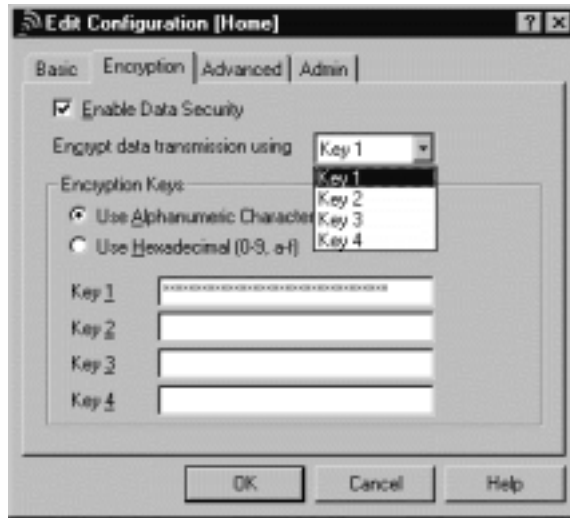 Edit Configuration [Home]
Basic Encryption Advanced Admin
Enable Data Security
Encrypt data transmission using Key 1
Key 1
Key 2
Key 3
Key 4
Encryption Keys
Use Alphanumeric Character
Use Hexadecimal (0-9, a-f)
Key 1
Key 2
Key 3
Key 4
OK Cancel Help